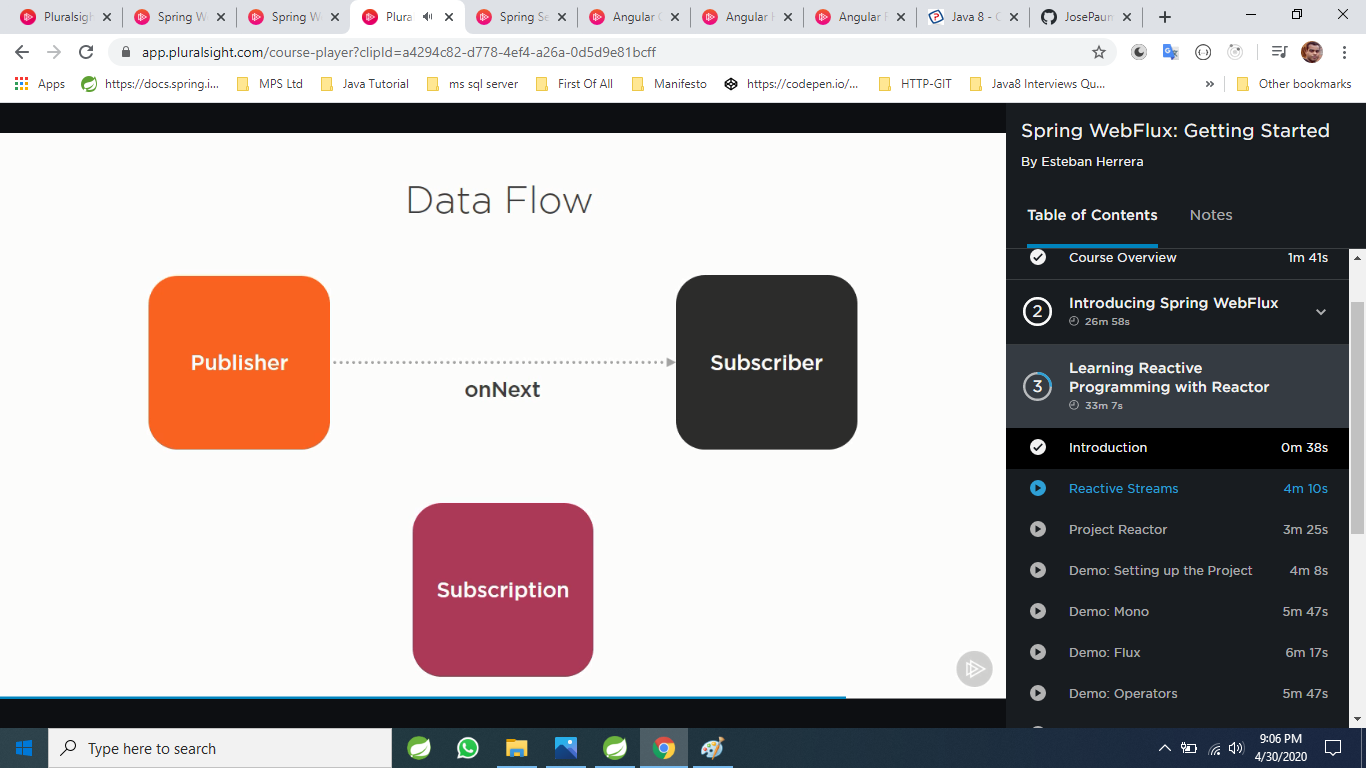 Pluralsigh
Spring W
Spring W
Plura
Spring Se
Angular
Angular
Angular
Java 8 -
JosePaun
app.pluralsight.com/course-player?clipId=a4294c82-d778-4ef4-a26a-0d5d9e81bcff
Apps
https://docs.spring.i...
MPS Ltd
Java Tutorial
ms sql server
First Of All
Manifesto
https://codepen.io/...
HTTP-GIT
Java8 Interviews Qu...
»
Other bookmarks
Data Flow
Publisher
onNext
Subscriber
Subscription
Spring WebFlux: Getting Started
By Esteban Herrera
Table of Contents
Notes
Course Overview 1m 41s
2 Introducing Spring WebFlux
26m 58s
3 Learning Reactive
Programming with Reactor
33m 7s
Introduction 0m 38s
Reactive Streams 4m 10s
Project Reactor 3m 25s
Demo: Setting up the Project 4m 8s
Demo: Mono 5m 47s
Demo: Flux 6m 17s
Demo: Operators 5m 47s
Type here to search
9:06 PM
4/30/2020